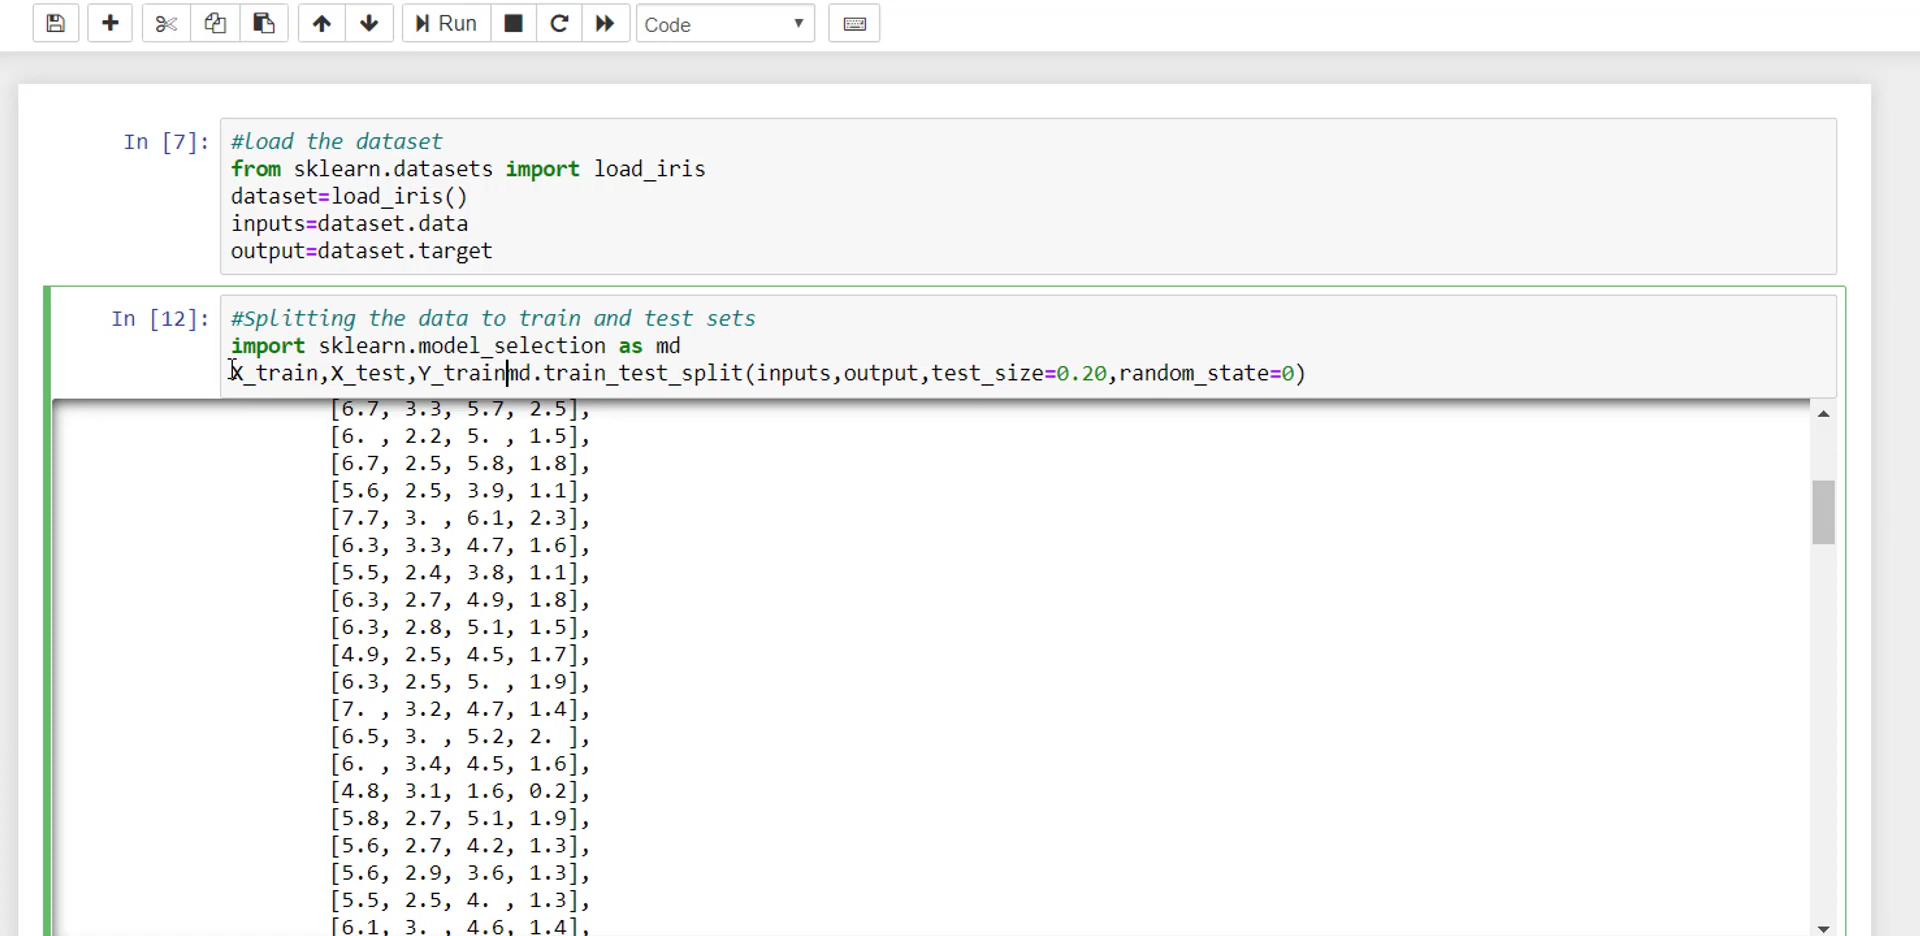 Run
Code
In [7]:
#load the dataset
from sklearn.datasets import load_iris
dataset=load_iris()
inputs=dataset.data
output=dataset.target
In [12]:
#Splitting the data to train and test sets
import sklearn.model_selection as md
X_train,X_test,Y_trainmd.train_test_split(inputs,output,test_size=0.20,random_state=0)
[6.7, 3.3, 5.7, 2.5],
[6. , 2.2, 5. , 1.5],
[6.7, 2.5, 5.8, 1.8],
[5.6, 2.5, 3.9, 1.1],
[7.7, 3. , 6.1, 2.3],
[6.3, 3.3, 4.7, 1.6],
[5.5, 2.4, 3.8, 1.1],
[6.3, 2.7, 4.9, 1.8],
[6.3, 2.8, 5.1, 1.5],
[4.9, 2.5, 4.5, 1.7],
[6.3, 2.5, 5. , 1.9],
[7. , 3.2, 4.7, 1.4],
[6.5, 3. , 5.2, 2. ],
[6. , 3.4, 4.5, 1.6],
[4.8, 3.1, 1.6, 0.2],
[5.8, 2.7, 5.1, 1.9],
[5.6, 2.7, 4.2, 1.3],
[5.6, 2.9, 3.6, 1.3],
[5.5, 2.5, 4. , 1.3],
[6.1, 3. , 4.6, 1.4],